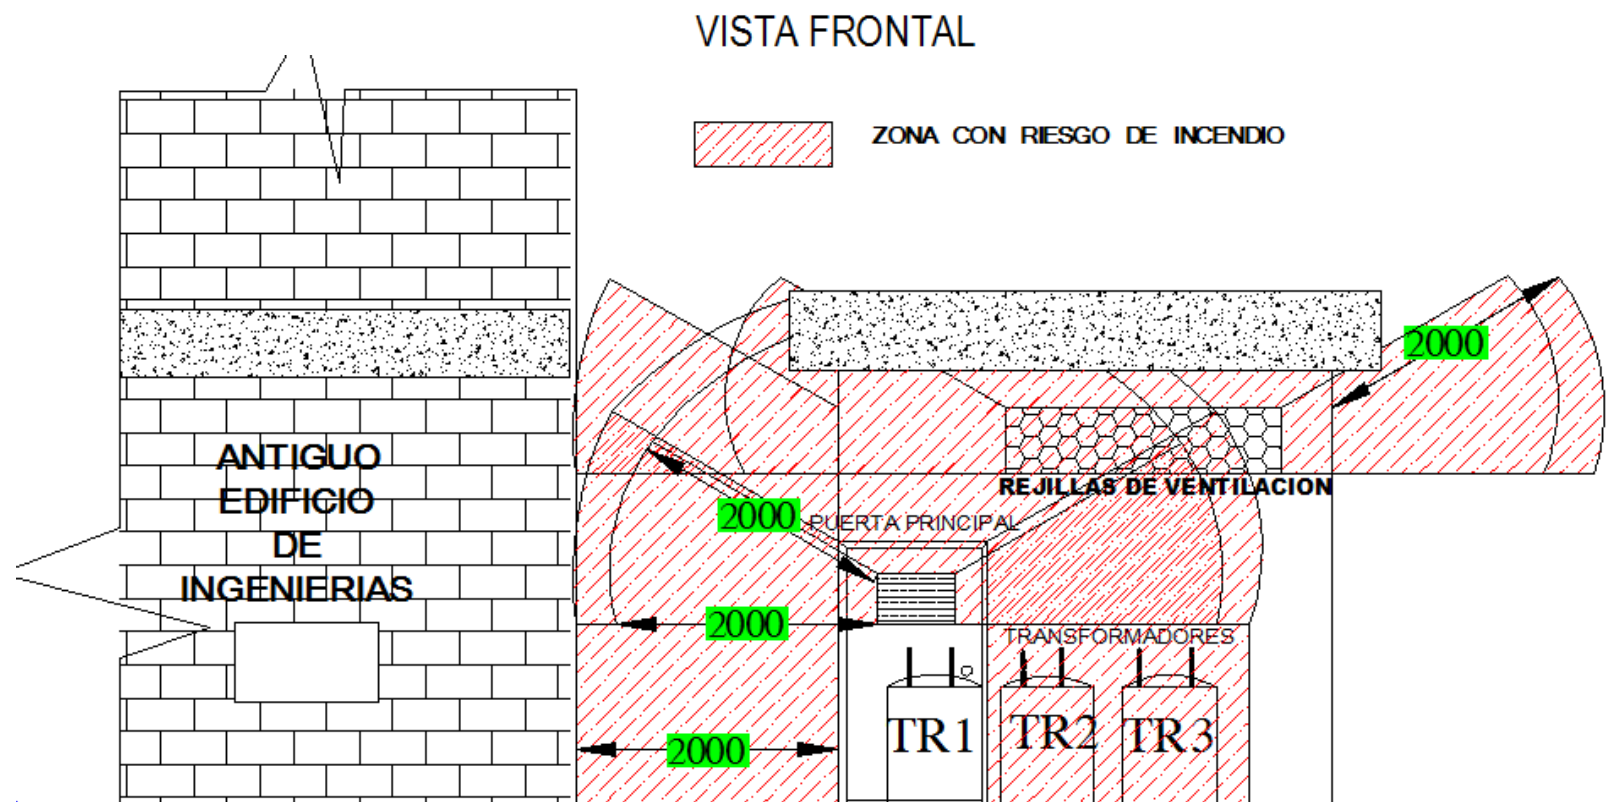 VISTA FRONTAL
ZONA CON RIESGO DE INCENDIO
2000
ANTIGUO
EDIFICIO
DE
INGENIERIAS
REJILLAS DE VENTILACION
2000
PUERTA PRINCIPAL
2000
TRANSFORMADORES
TR1
TR2
TR3
2000